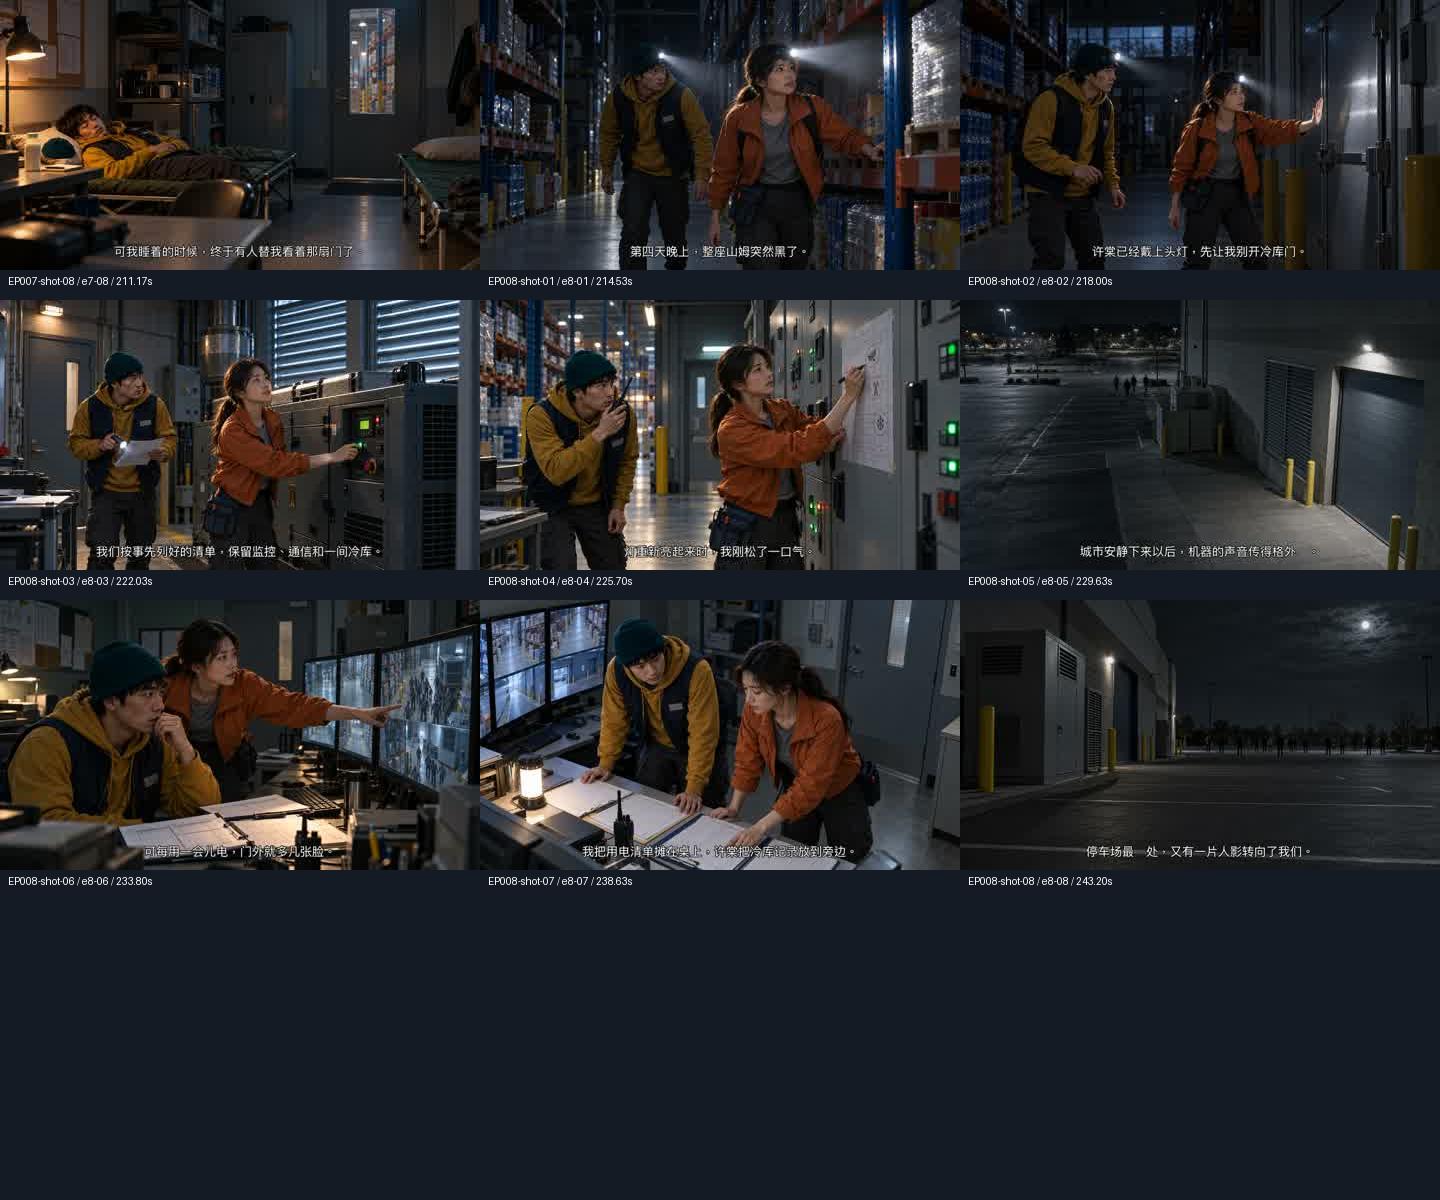 可我睡着的时候，终于有人替我看着那扇门了
EP007-shot-08 / e7-08 / 211.17s
第四天晚上，整座山姆突然黑了。
EP008-shot-01 / e8-01 / 214.53s
许棠已经戴上头灯，先让我别开冷库门。
EP008-shot-02 / e8-02 / 218.00s
我们按事先列好的清单，保留监控、通信和一间冷库。
EP008-shot-03 / e8-03 / 222.03s
灯重新亮起来时，我刚松了一口气。
EP008-shot-04 / e8-04 / 225.70s
城市安静下来以后，机器的声音传得格外 。
EP008-shot-05 / e8-05 / 229.63s
可每用一会儿电，门外就多几张脸。
EP008-shot-06 / e8-06 / 233.80s
我把用电清单摊在桌上，许棠把冷库记录放到旁边。
EP008-shot-07 / e8-07 / 238.63s
停车场最 处，又有一片人影转向了我们。
EP008-shot-08 / e8-08 / 243.20s